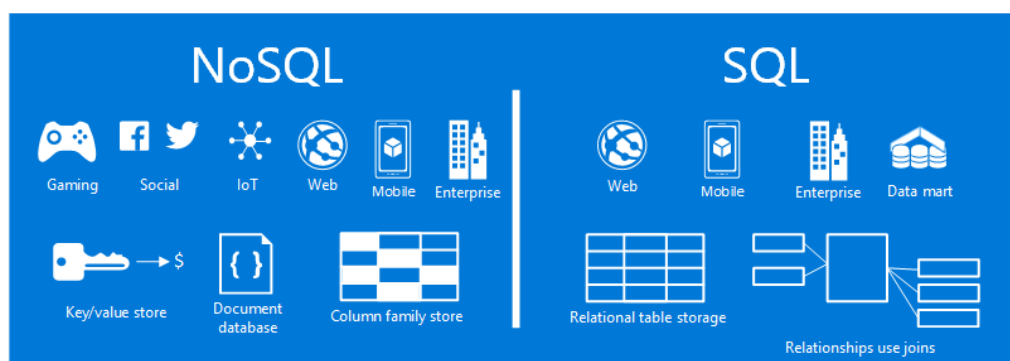 NoSQL
SQL
Gaming
Social
IoT
Web
Mobile
Enterprise
Web
Mobile
Enterprise
Data mart
$
{ }
Key/value store
Document
database
Column family store
Relational table storage
Relationships use joins